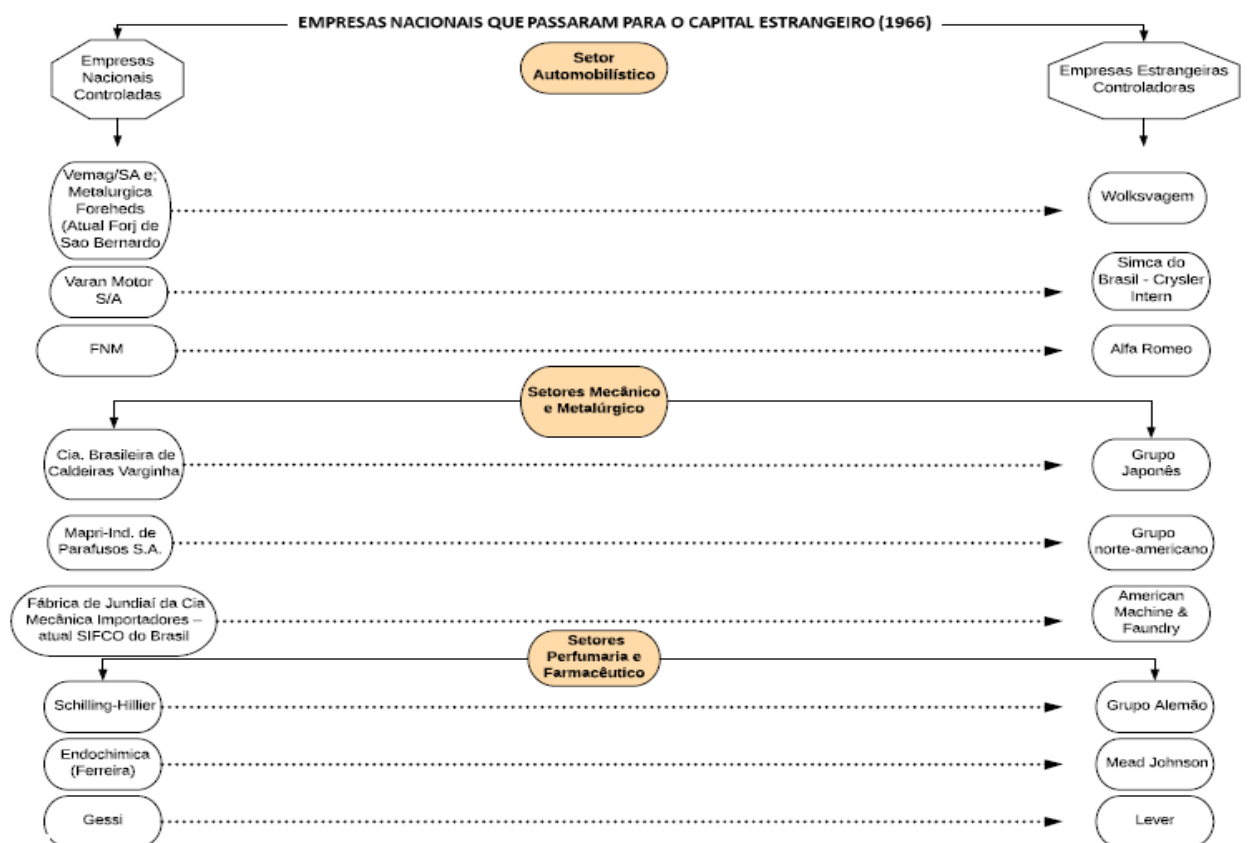 EMPRESAS NACIONAIS QUE PASSARAM PARA O CAPITAL ESTRANGEIRO (1966)
Empresas
Nacionais
Controladas
Setor
Automobilístico
Empresas Estrangeiras
Controladoras
Vemag/SA e;
Metalurgica
Foreheds
(Atual Forj de
Sao Bernardo
Wolksvagem
Varan Motor
S/A
Simca do
Brasil - Crysler
Intern
FNM
Alfa Romeo
Setores Mecânico
e Metalúrgico
Cia. Brasileira de
Caldeiras Varginha
Grupo
Japonês
Mapri-Ind. de
Parafusos S.A.
Grupo
norte-americano
Fábrica de Jundiaí da Cia
Mecânica Importadores –
atual SIFCO do Brasil
American
Machine &
Faundry
Setores
Perfumaria e
Farmacêutico
Schilling-Hillier
Grupo Alemão
Endochimica
(Ferreira)
Mead Johnson
Gessi
Lever